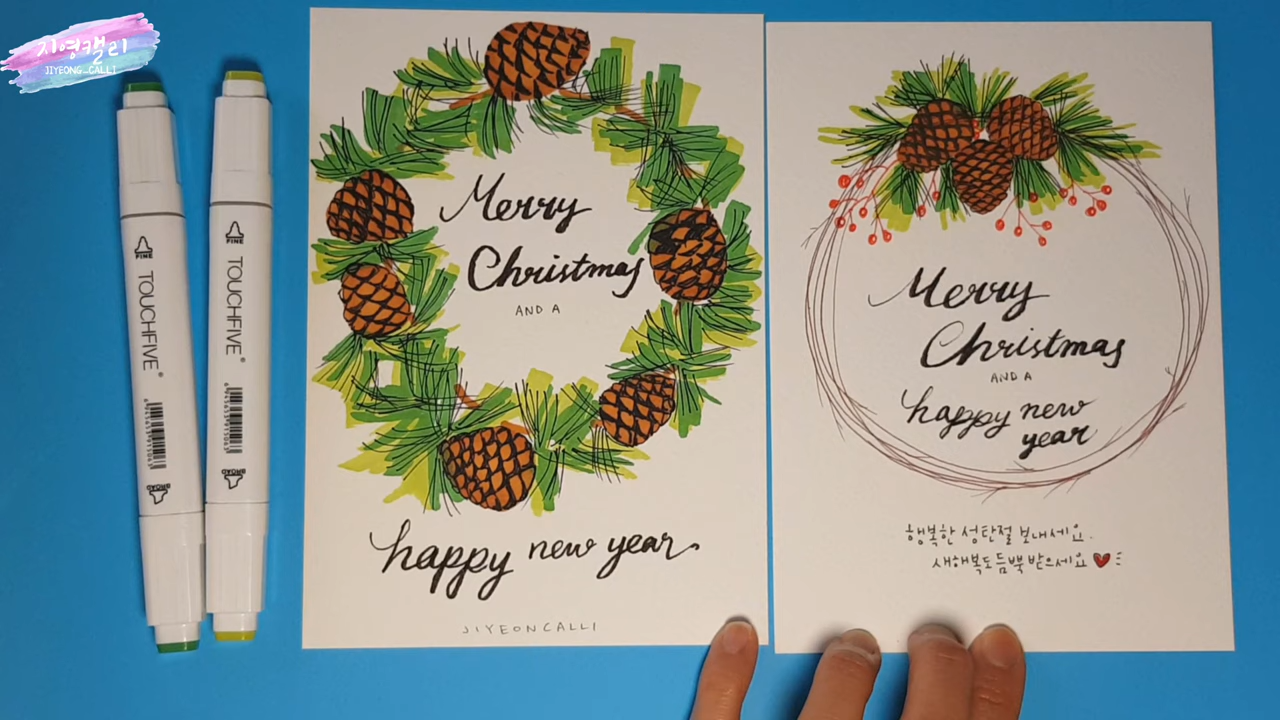 지영캘리
JIYEONG_CALLI
FINE
TOUCHFIVE®
BROAD
FINE
TOUCHFIVE®
BROAD
Merry
Christmas
AND A
happy new year
JIYEONCALLI
Merry
Christmas
AND A
happy new
year
행복한 성탄절 보내세요.
새해복도 듬뿍 받으세요